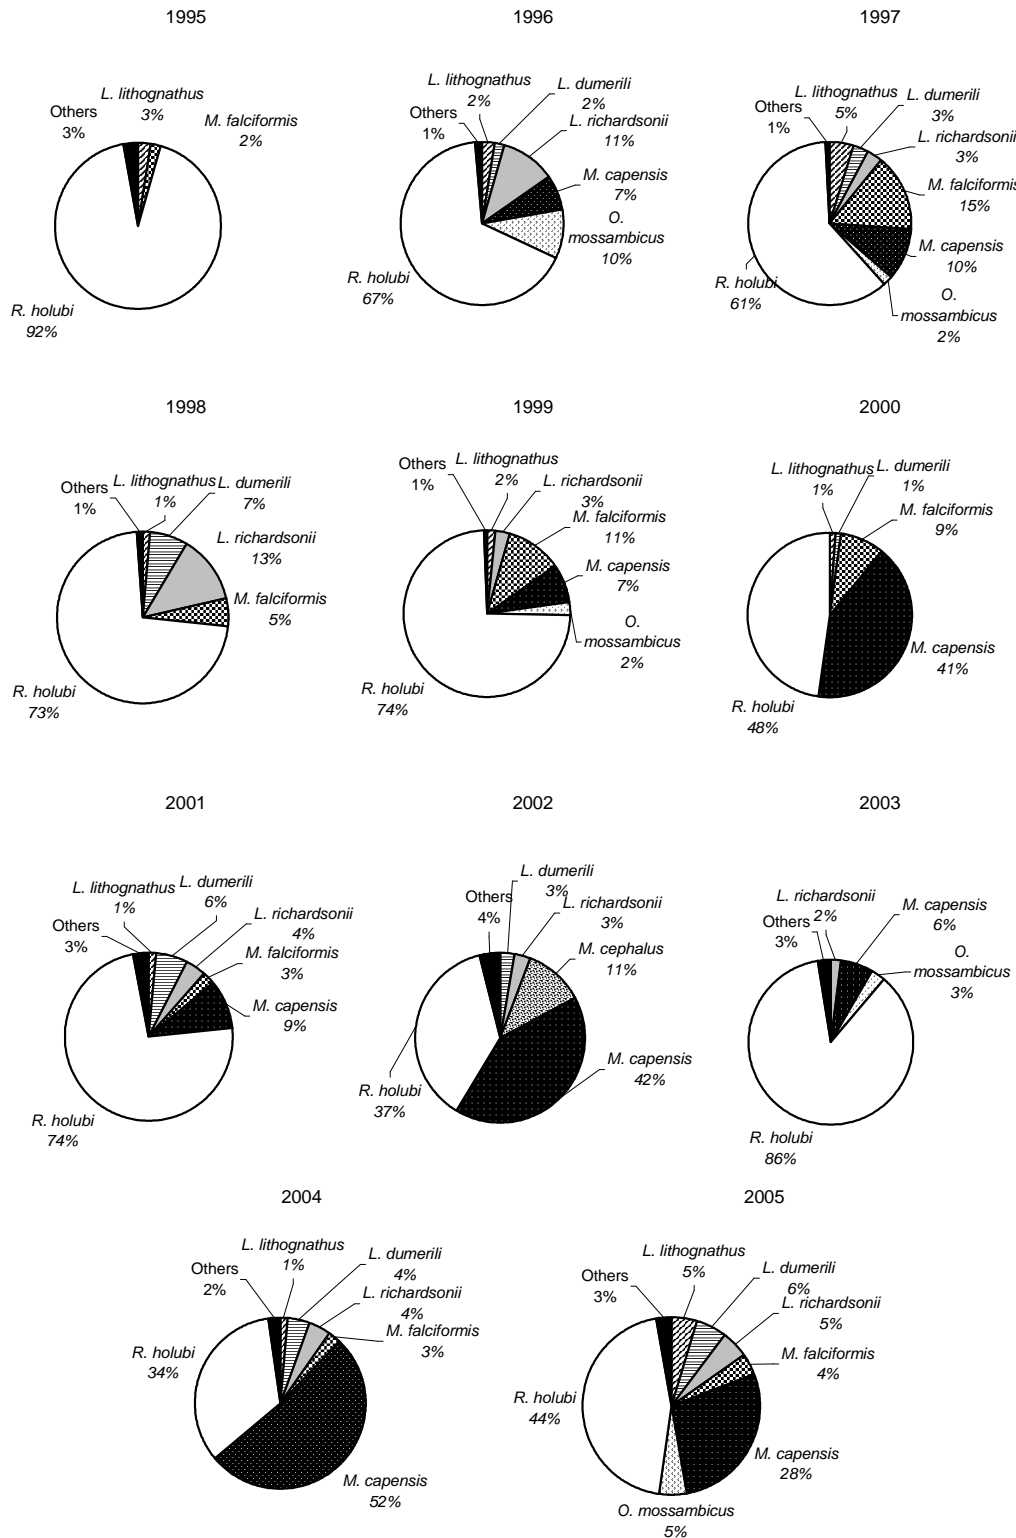 1995
L. lithognathus
3%
Others
3%
M. falciformis
2%
R. holubi
92%
1996
L. lithognathus
2%
Others
1%
L. dumerili
2%
L. richardsonii
11%
M. capensis
7%
O.
mossambicus
10%
R. holubi
67%
1997
L. lithognathus
5%
Others
1%
L. dumerili
3%
L. richardsonii
3%
M. falciformis
15%
M. capensis
10%
O.
mossambicus
2%
R. holubi
61%
1998
L. lithognathus
1%
Others
1%
L. dumerili
7%
L. richardsonii
13%
M. falciformis
5%
R. holubi
73%
1999
L. lithognathus
2%
Others
1%
L. richardsonii
3%
M. falciformis
11%
M. capensis
7%
O.
mossambicus
2%
R. holubi
74%
2000
L. lithognathus
1%
L. dumerili
1%
M. falciformis
9%
M. capensis
41%
R. holubi
48%
2001
L. lithognathus
1%
Others
3%
L. dumerili
6%
L. richardsonii
4%
M. falciformis
3%
M. capensis
9%
R. holubi
74%
2002
Others
4%
L. dumerili
3%
L. richardsonii
3%
M. cephalus
11%
M. capensis
42%
R. holubi
37%
2003
L. richardsonii
2%
Others
3%
M. capensis
6%
O.
mossambicus
3%
R. holubi
86%
2004
L. lithognathus
1%
Others
2%
L. dumerili
4%
L. richardsonii
4%
M. falciformis
3%
R. holubi
34%
M. capensis
52%
2005
L. lithognathus
5%
Others
3%
L. dumerili
6%
L. richardsonii
5%
M. falciformis
4%
R. holubi
44%
M. capensis
28%
O. mossambicus
5%